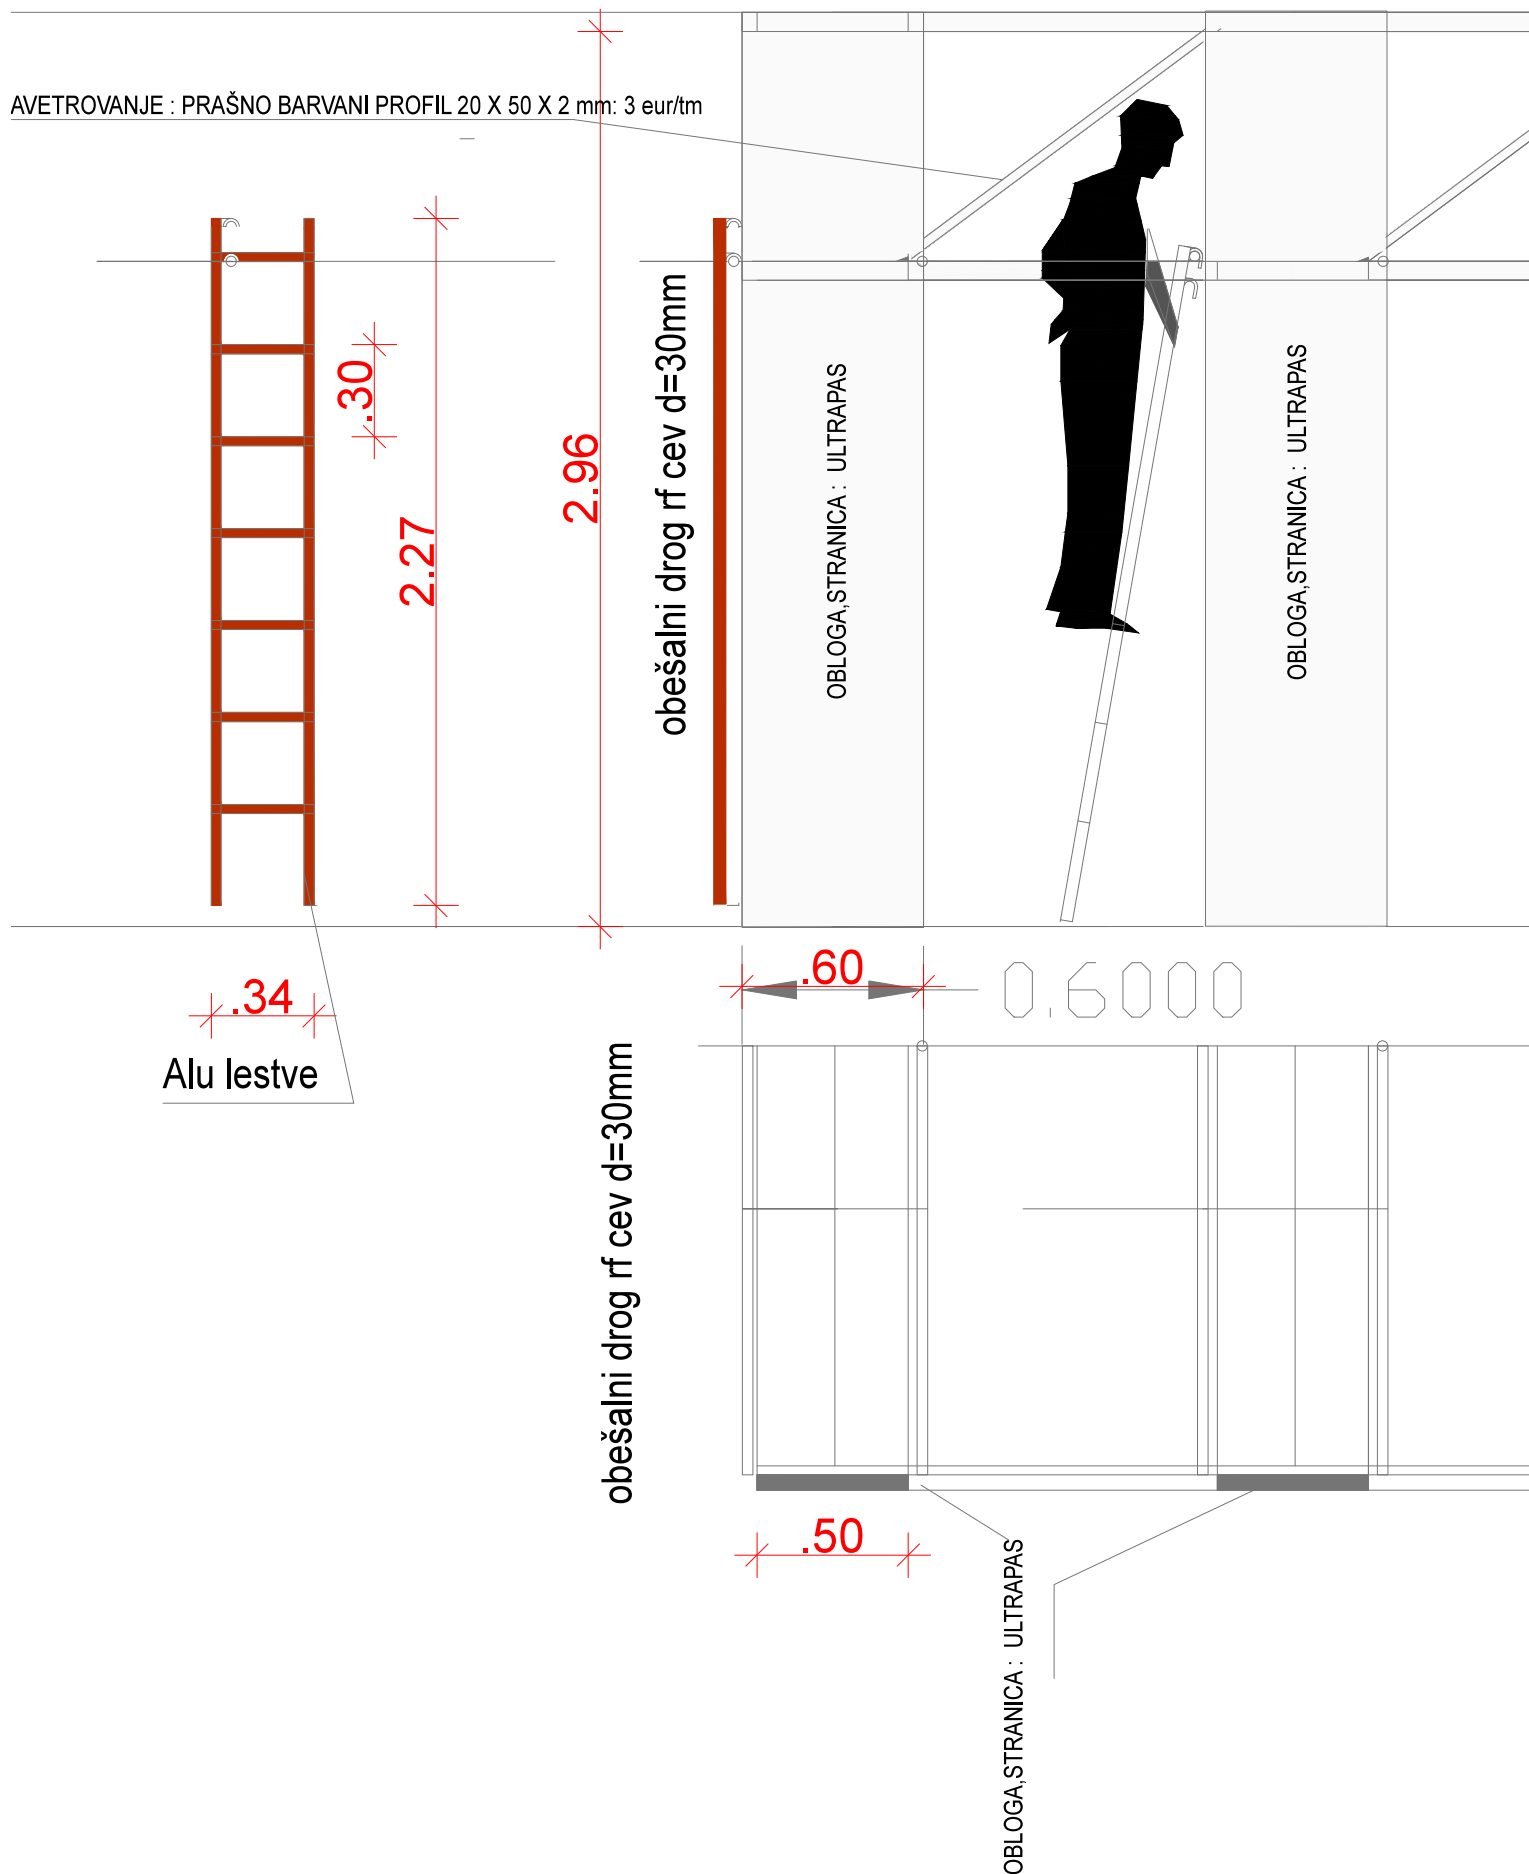 AVETROVANJE : PRAŠNO BARVANI PROFIL 20 X 50 X 2 mm: 3 eur/tm
.30
2.27
2.96
obešalni drog rf cev d=30mm
OBLOGA,STRANICA : ULTRAPAS
OBLOGA,STRANICA : ULTRAPAS
.34
Alu lestve
.60
0.6000
obešalni drog rf cev d=30mm
.50
OBLOGA,STRANICA : ULTRAPAS